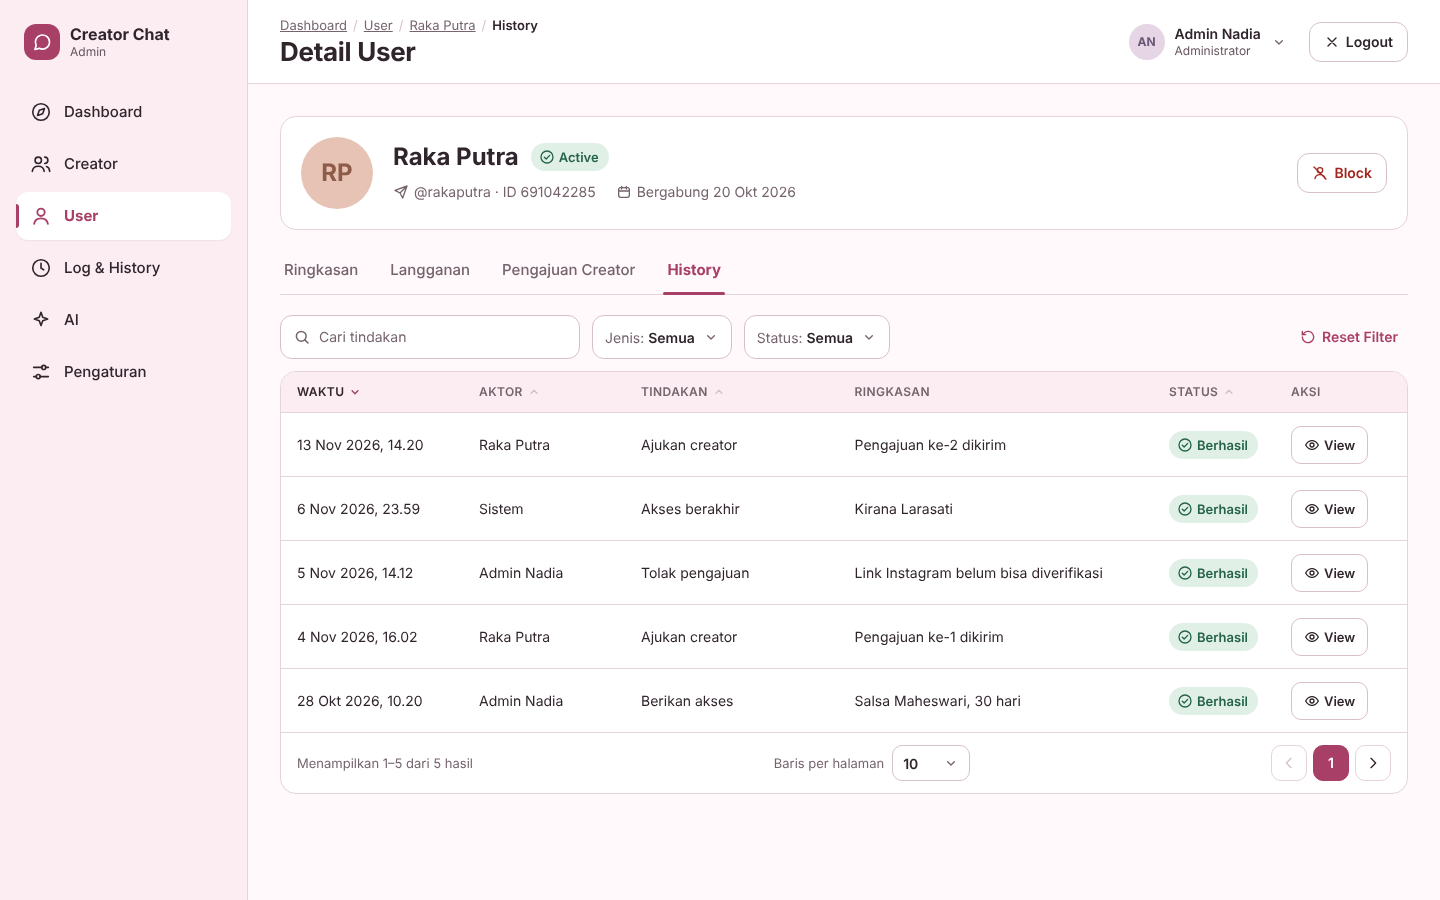 Creator Chat
Admin
Dashboard
Creator
User
Log & History
AI
Pengaturan
Dashboard / User / Raka Putra / History
Detail User
AN
Admin Nadia
Administrator
Logout
RP
Raka Putra
Active
@rakaputra · ID 691042285
Bergabung 20 Okt 2026
Block
Ringkasan
Langganan
Pengajuan Creator
History
Cari tindakan
Jenis: Semua
Status: Semua
Reset Filter
WAKTU AKTOR TINDAKAN RINGKASAN STATUS AKSI
13 Nov 2026, 14.20 Raka Putra Ajukan creator Pengajuan ke-2 dikirim Berhasil View
6 Nov 2026, 23.59 Sistem Akses berakhir Kirana Larasati Berhasil View
5 Nov 2026, 14.12 Admin Nadia Tolak pengajuan Link Instagram belum bisa diverifikasi Berhasil View
4 Nov 2026, 16.02 Raka Putra Ajukan creator Pengajuan ke-1 dikirim Berhasil View
28 Okt 2026, 10.20 Admin Nadia Berikan akses Salsa Maheswari, 30 hari Berhasil View
Menampilkan 1–5 dari 5 hasil
Baris per halaman 10
1